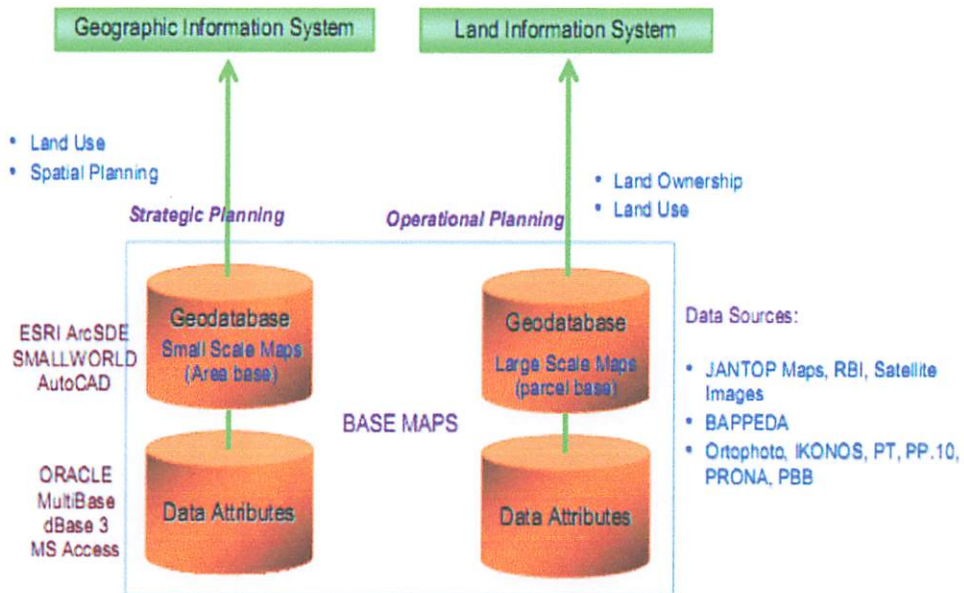 Geographic Information System
Land Information System
• Land Use
• Spatial Planning
• Land Ownership
• Land Use
Strategic Planning
Operational Planning
ESRI ArcSDE
SMALLWORLD
AutoCAD
Geodatabase
Small Scale Maps
(Area base)
Geodatabase
Large Scale Maps
(parcel base)
Data Sources:
• JANTOP Maps, RBI, Satellite
Images
• BAPPEDA
• Ortophoto, IKONOS, PT, PP.10,
PRONA, PBB
BASE MAPS
ORACLE
MultiBase
dBase 3
MS Access
Data Attributes
Data Attributes